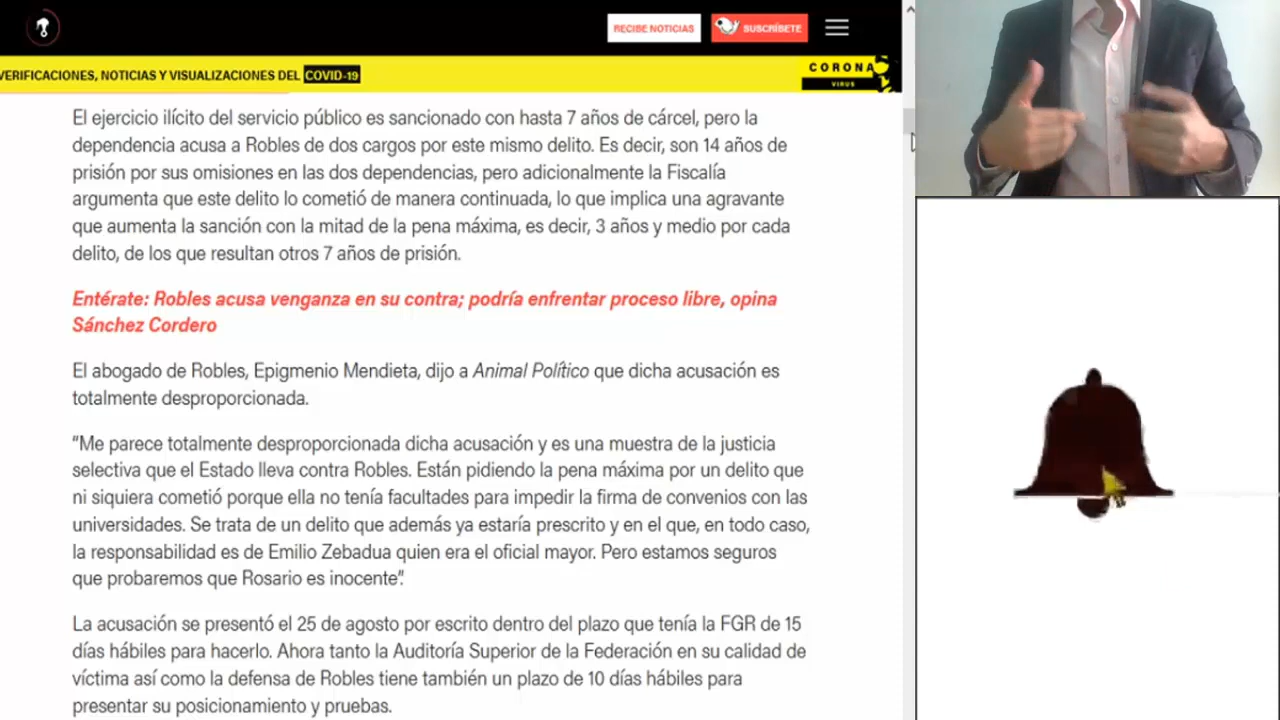 RECIBE NOTICIAS
SUSCRÍBETE
VERIFICACIONES, NOTICIAS Y VISUALIZACIONES DEL COVID-19
CORONA
VIRUS
El ejercicio ilícito del servicio público es sancionado con hasta 7 años de cárcel, pero la
dependencia acusa a Robles de dos cargos por este mismo delito. Es decir, son 14 años de
prisión por sus omisiones en las dos dependencias, pero adicionalmente la Fiscalía
argumenta que este delito lo cometió de manera continuada, lo que implica una agravante
que aumenta la sanción con la mitad de la pena máxima, es decir, 3 años y medio por cada
delito, de los que resultan otros 7 años de prisión.
Entérate: Robles acusa venganza en su contra; podría enfrentar proceso libre, opina
Sánchez Cordero
El abogado de Robles, Epigmenio Mendieta, dijo a Animal Político que dicha acusación es
totalmente desproporcionada.
“Me parece totalmente desproporcionada dicha acusación y es una muestra de la justicia
selectiva que el Estado lleva contra Robles. Están pidiendo la pena máxima por un delito que
ni siquiera cometió porque ella no tenía facultades para impedir la firma de convenios con las
universidades. Se trata de un delito que además ya estaría prescrito y en el que, en todo caso,
la responsabilidad es de Emilio Zebadua quien era el oficial mayor. Pero estamos seguros
que probaremos que Rosario es inocente”.
La acusación se presentó el 25 de agosto por escrito dentro del plazo que tenía la FGR de 15
días hábiles para hacerlo. Ahora tanto la Auditoría Superior de la Federación en su calidad de
víctima así como la defensa de Robles tiene también un plazo de 10 días hábiles para
presentar su posicionamiento y pruebas.